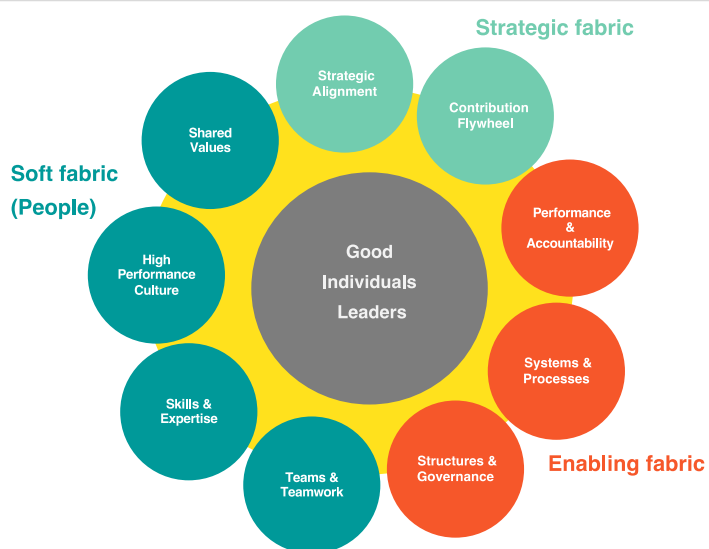 Strategic fabric
Strategic
Alignment
Contribution
Flywheel
Shared
Values
Soft fabric
(People)
Performance
&
Accountability
High
Performance
Culture
Good
Individuals
Leaders
Systems &
Processes
Skills &
Expertise
Structures &
Governance
Enabling fabric
Teams &
Teamwork